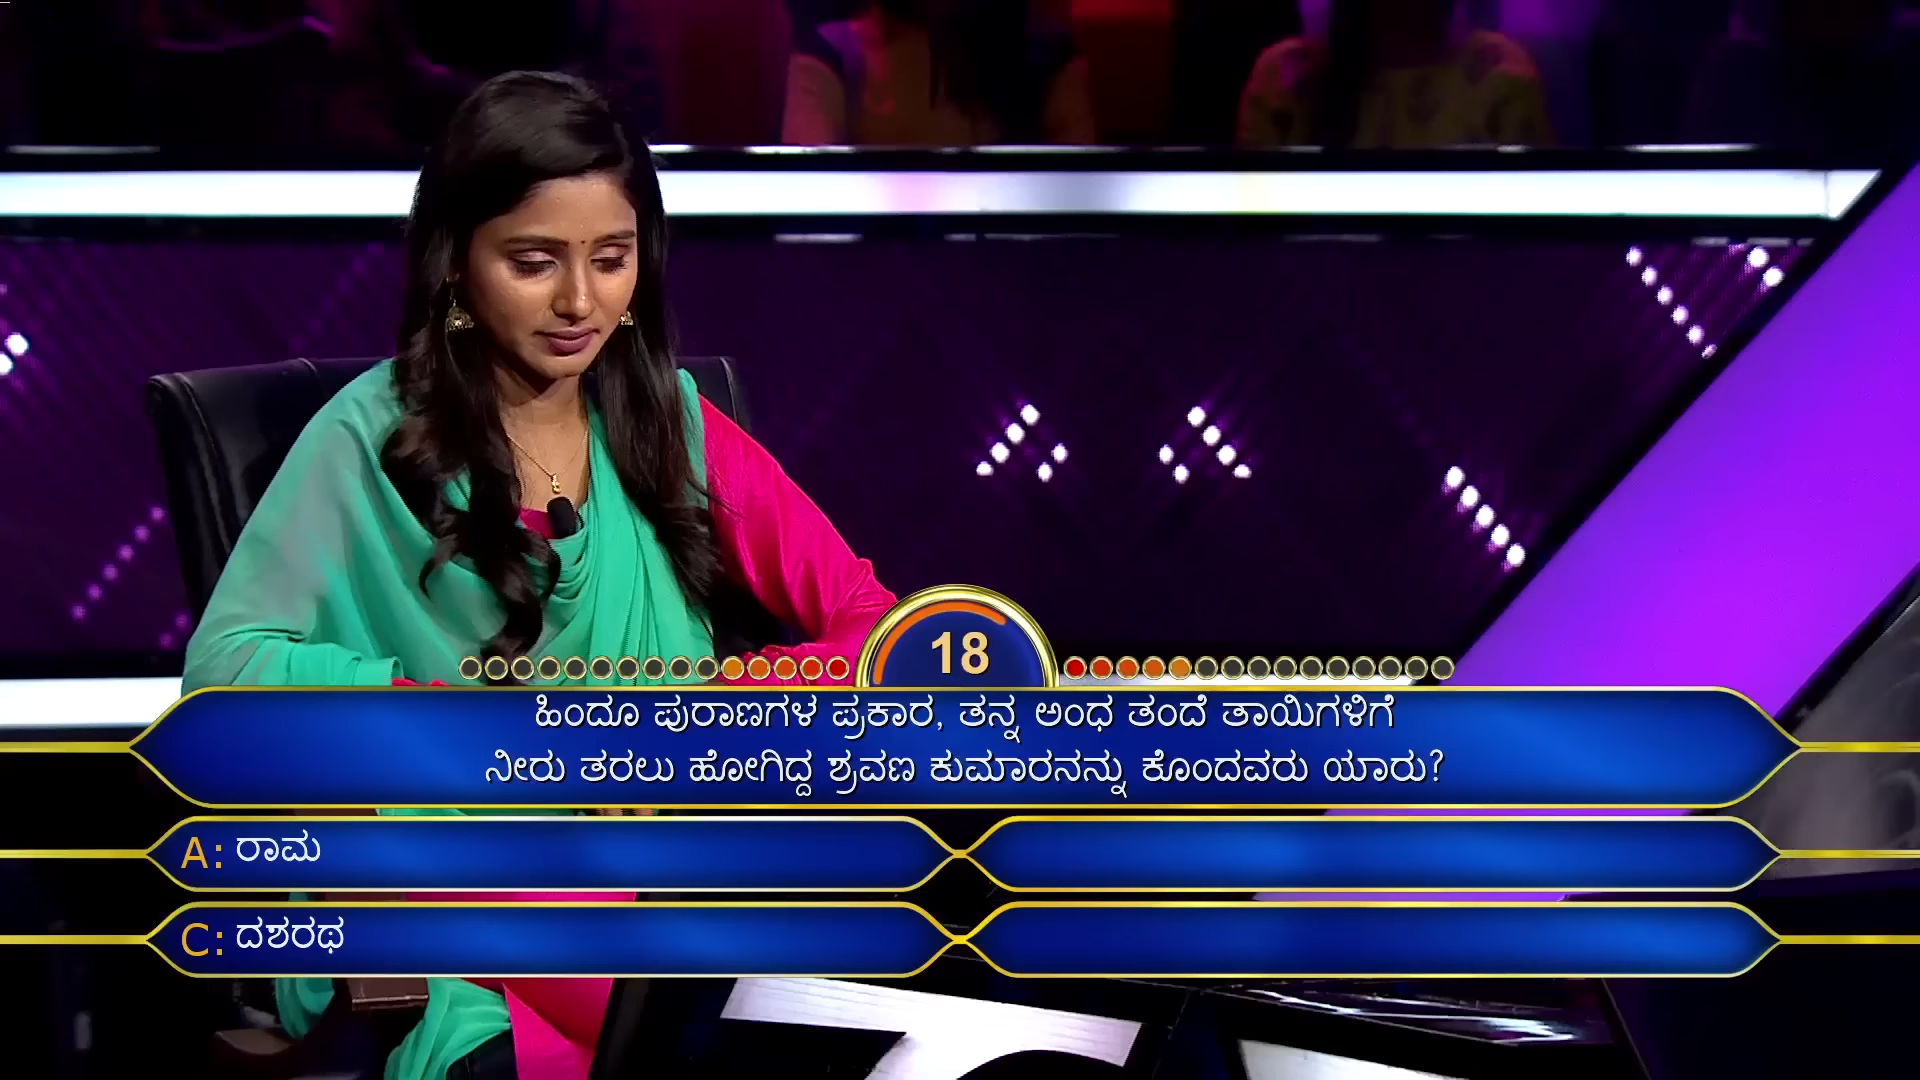 18
ಹಿಂದೂ ಪುರಾಣಗಳ ಪ್ರಕಾರ, ತನ್ನ ಅಂಧ ತಂದೆ ತಾಯಿಗಳಿಗೆ
ನೀರು ತರಲು ಹೋಗಿದ್ದ ಶ್ರವಣ ಕುಮಾರನನ್ನು ಕೊಂದವರು ಯಾರು?
A: ರಾಮ
C: ದಶರಥ